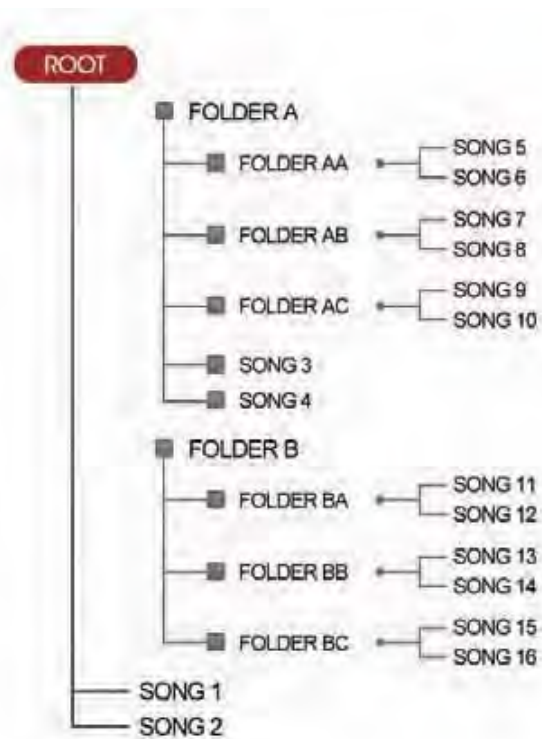 ROOT
FOLDER A
FOLDER AA
SONG 5
SONG 6
FOLDER AB
SONG 7
SONG 8
FOLDER AC
SONG 9
SONG 10
SONG 3
SONG 4
FOLDER B
FOLDER BA
SONG 11
SONG 12
FOLDER BB
SONG 13
SONG 14
FOLDER BC
SONG 15
SONG 16
SONG 1
SONG 2